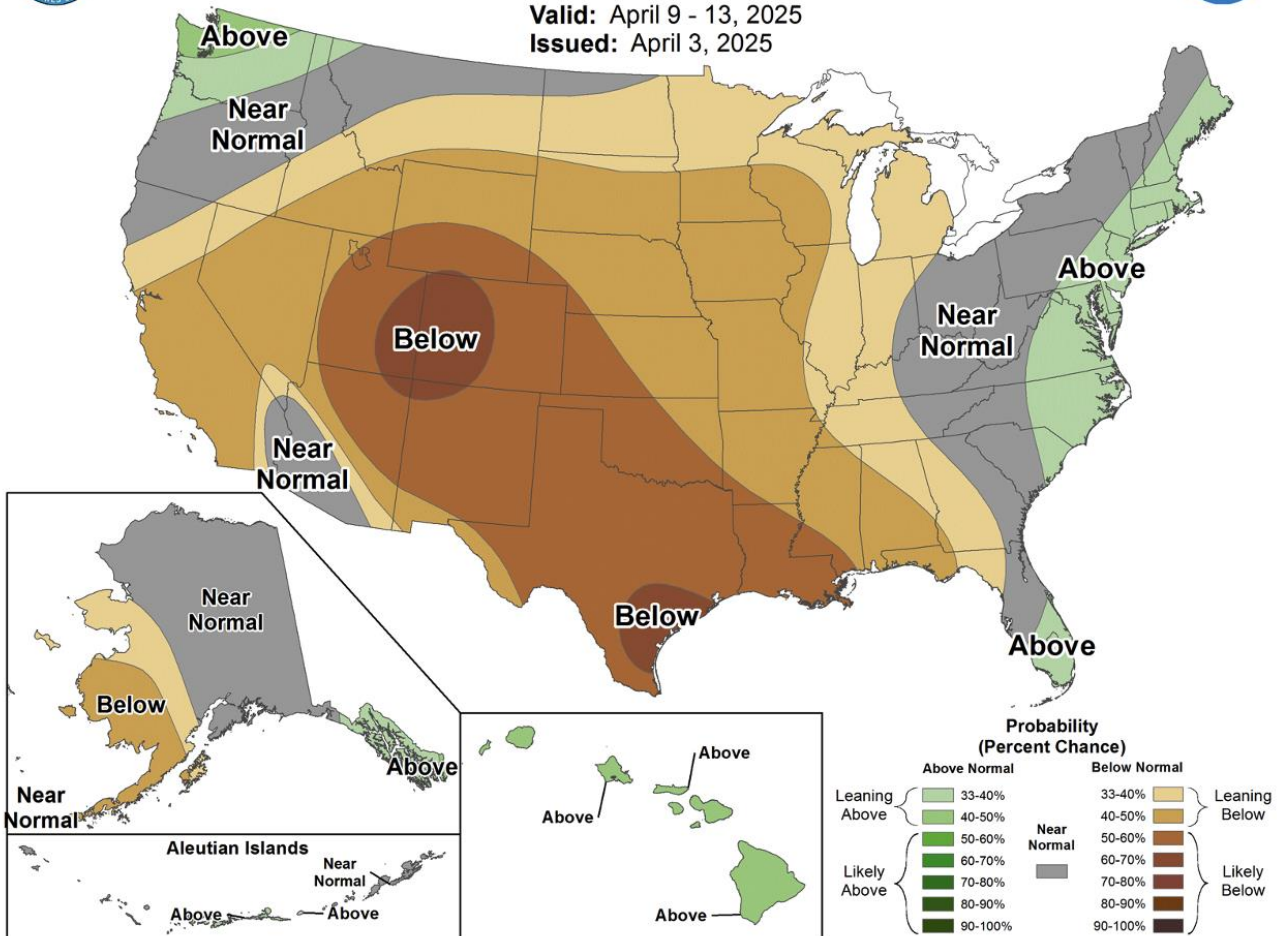 Valid: April 9 - 13, 2025
Issued: April 3, 2025
Above
Near
Normal
Below
Near
Normal
Above
Near
Normal
Below
Above
Near
Normal
Below
Above
Near
Normal
Aleutian Islands
Near
Normal
Above
Above
Above
Above
Above
Probability
(Percent Chance)
Above Normal
Below Normal
Leaning
Above
33-40%
40-50%
50-60%
60-70%
70-80%
80-90%
90-100%
Likely
Above
Near
Normal
33-40%
40-50%
50-60%
60-70%
70-80%
80-90%
90-100%
Leaning
Below
Likely
Below